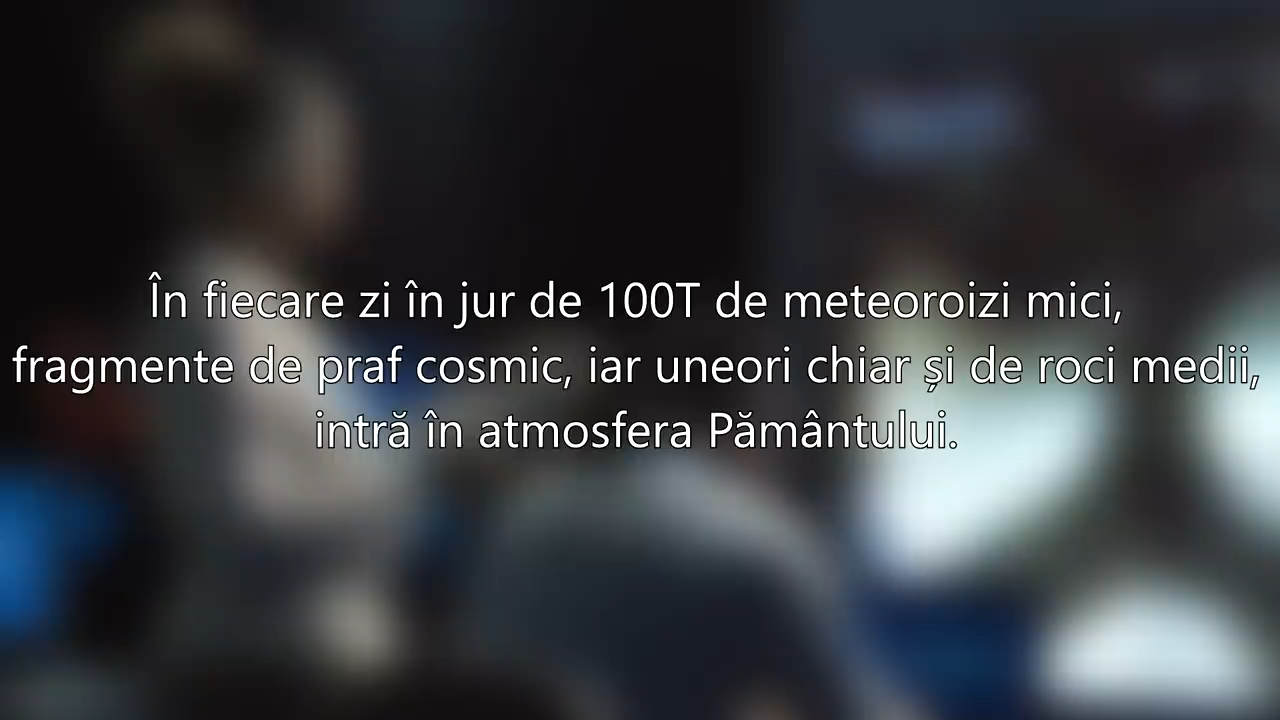 În fiecare zi în jur de 100T de meteoroizi mici,
fragmente de praf cosmic, iar uneori chiar și de roci medii,
intră în atmosfera Pământului.